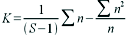 K = 1/(S-1) ∑ n - ∑ n²/n